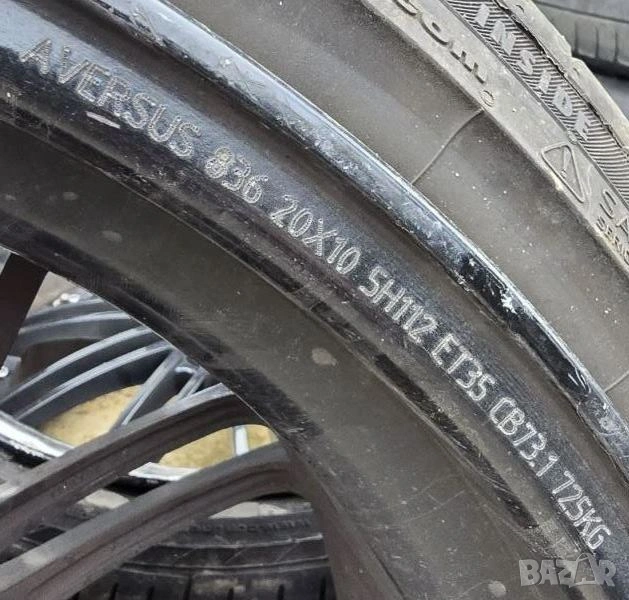 AVERSUS 836 20X10 5H112 ET35 CB73.1 725KG
INSIDE
BAZAR